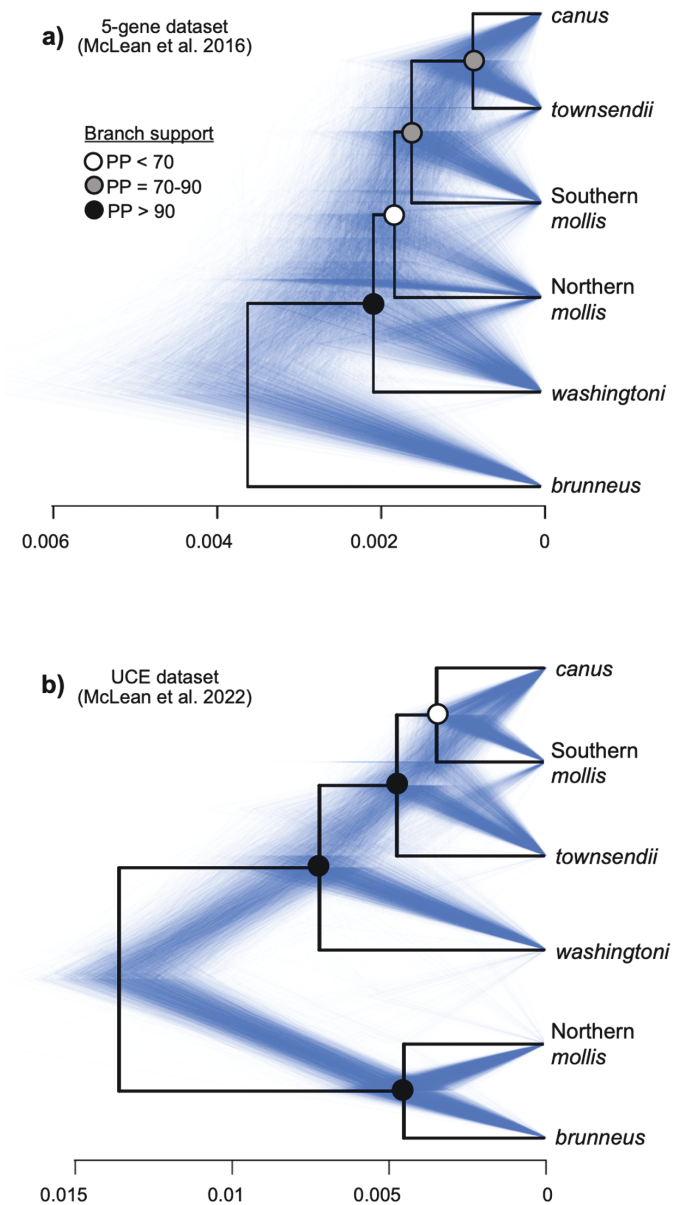 a)
5-gene dataset
(McLean et al. 2016)
Branch support
PP < 70
PP = 70-90
PP > 90
canus
townsendii
Southern
mollis
Northern
mollis
washingtoni
brunneus
0.006 0.004 0.002 0
b)
UCE dataset
(McLean et al. 2022)
canus
Southern
mollis
townsendii
washingtoni
Northern
mollis
brunneus
0.015 0.01 0.005 0